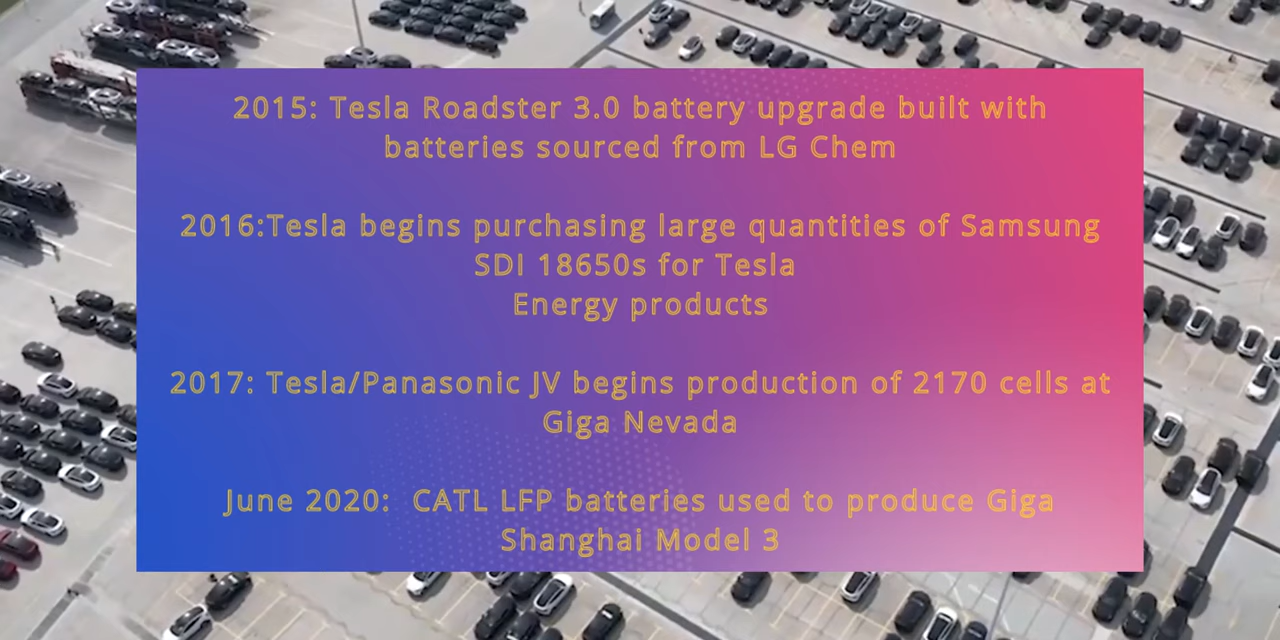 2015: Tesla Roadster 3.0 battery upgrade built with
batteries sourced from LG Chem
2016:Tesla begins purchasing large quantities of Samsung
SDI 18650s for Tesla
Energy products
2017: Tesla/Panasonic JV begins production of 2170 cells at
Giga Nevada
June 2020:  CATL LFP batteries used to produce Giga
Shanghai Model 3